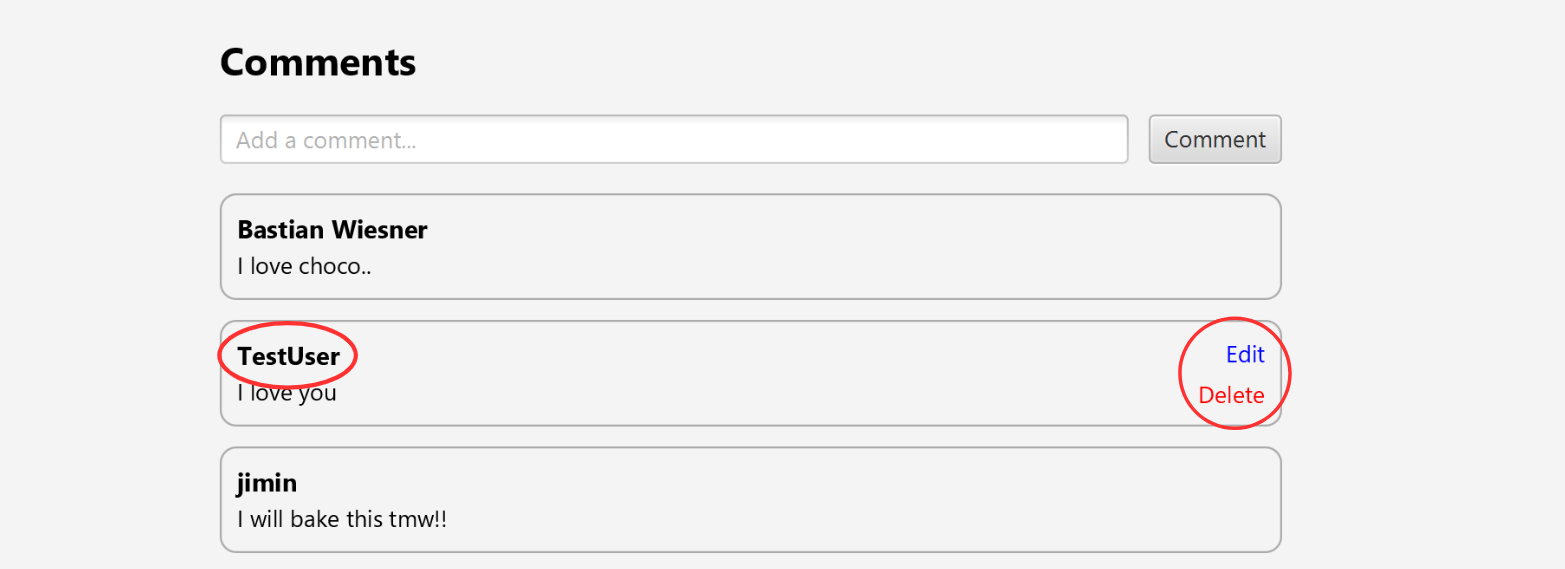 Comments
Add a comment...
Comment
Bastian Wiesner
I love choco..
TestUser
Edit
I love you
Delete
jimin
I will bake this tmw!!